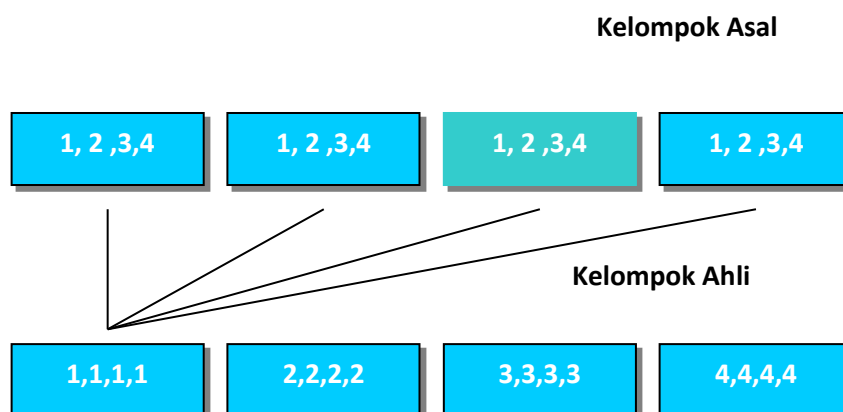 Kelompok Asal
1, 2 ,3,4
1, 2 ,3,4
1, 2 ,3,4
1, 2 ,3,4
Kelompok Ahli
1,1,1,1
2,2,2,2
3,3,3,3
4,4,4,4